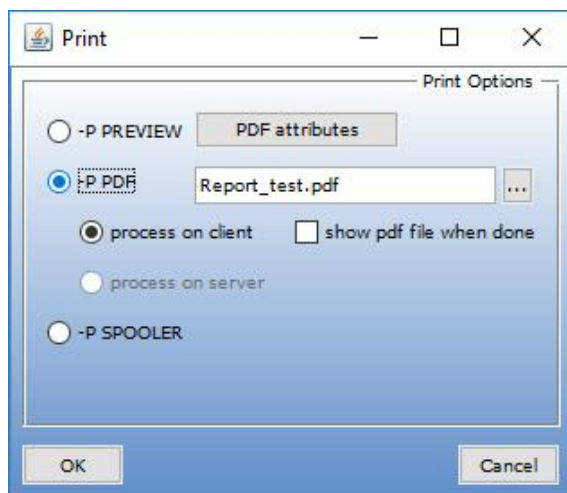 Print
Print Options
-P PREVIEW PDF attributes
-P PDF Report_test.pdf ...
process on client show pdf file when done
process on server
-P SPOOLER
OK Cancel